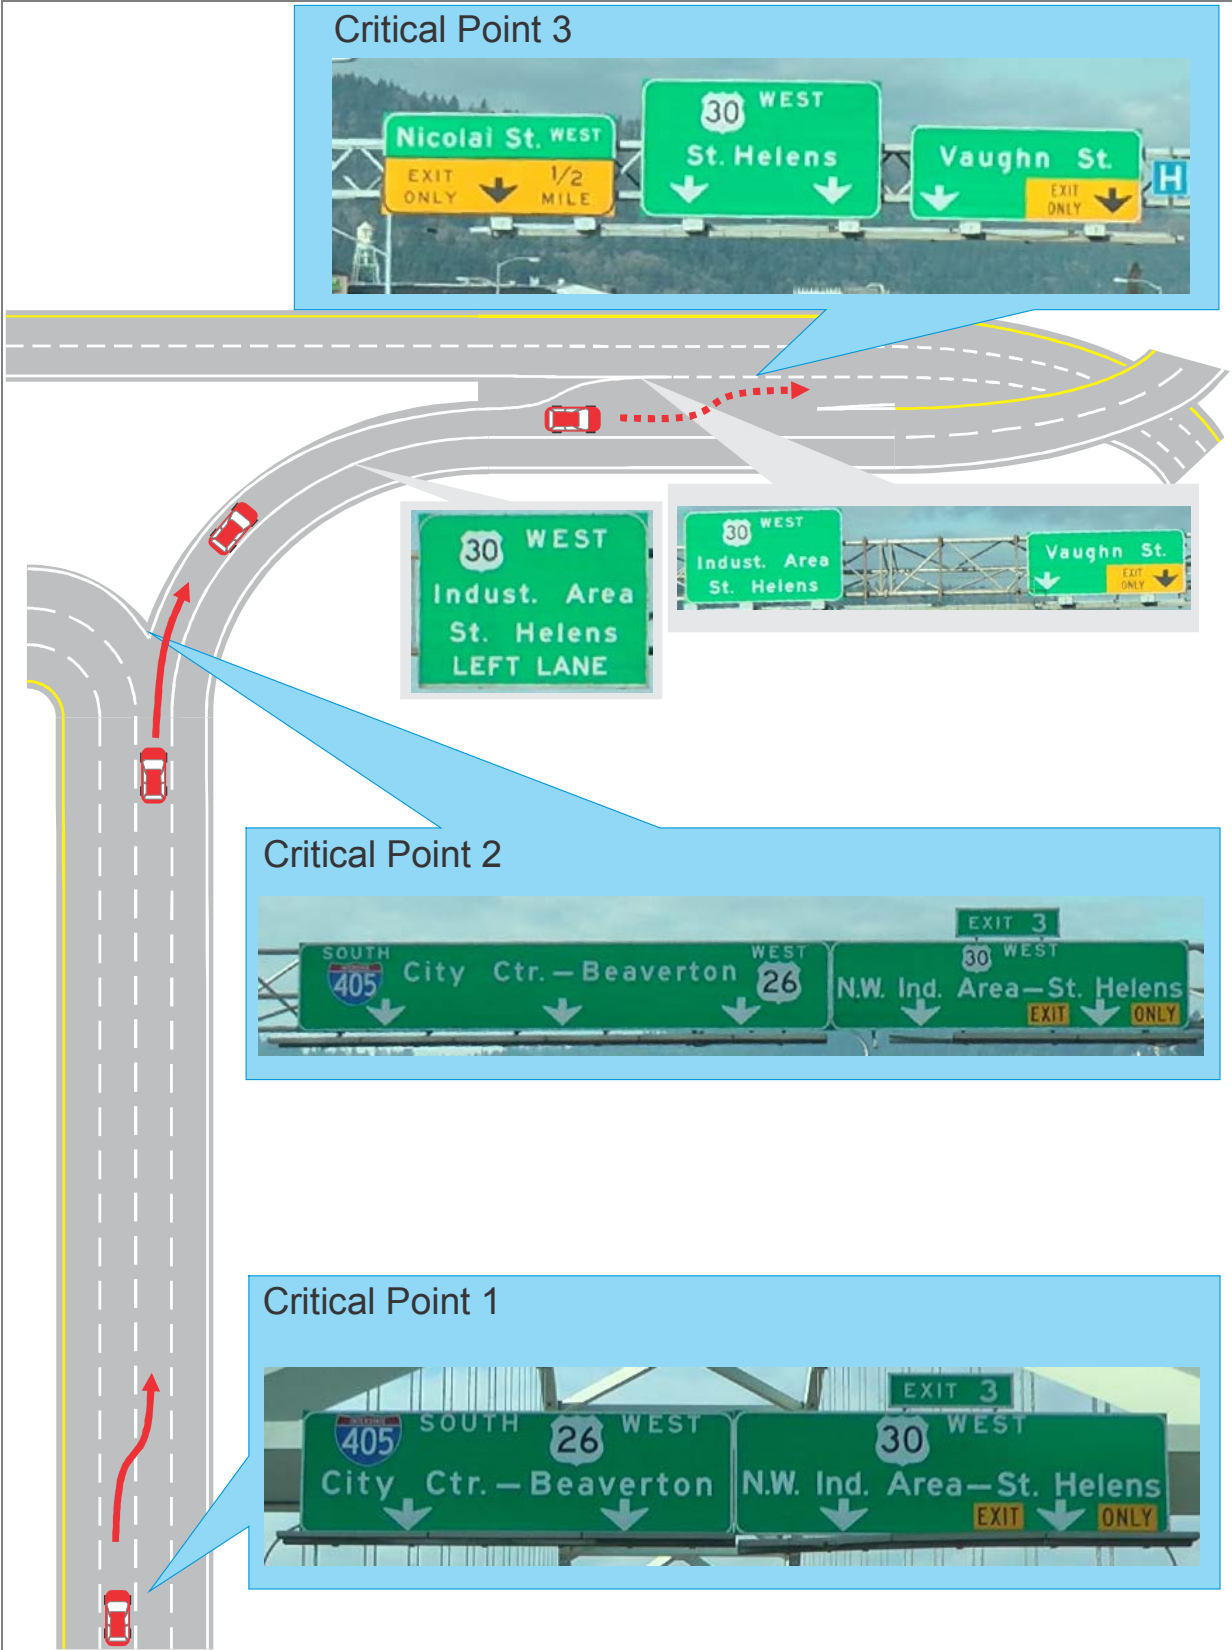 Critical Point 3
Nicolai St. WEST
EXIT ONLY 1/2 MILE
30 WEST
St. Helens
Vaughn St.
EXIT ONLY
H
30 WEST
Indust. Area
St. Helens
LEFT LANE
30 WEST
Indust. Area
St. Helens
Vaughn St.
EXIT ONLY
Critical Point 2
EXIT 3
SOUTH
INTERSTATE
405
City Ctr.—Beaverton
WEST
26
30 WEST
N.W. Ind. Area—St. Helens
EXIT ONLY
Critical Point 1
EXIT 3
INTERSTATE
405 SOUTH 26 WEST
City Ctr.—Beaverton
30 WEST
N.W. Ind. Area—St. Helens
EXIT ONLY